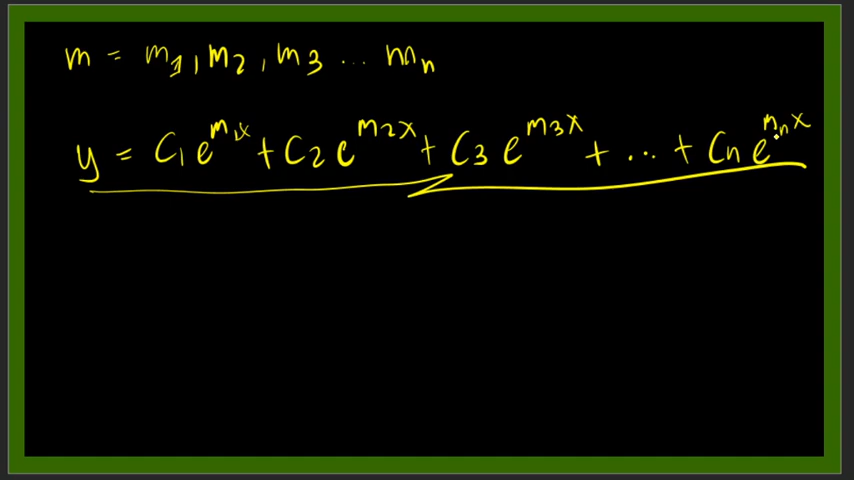 m = m₁, m₂, m₃ ... mₙ
y = C₁e^{m₁x} + C₂e^{m₂x} + C₃e^{m₃x} + ... + Cₙe^{mₙx}